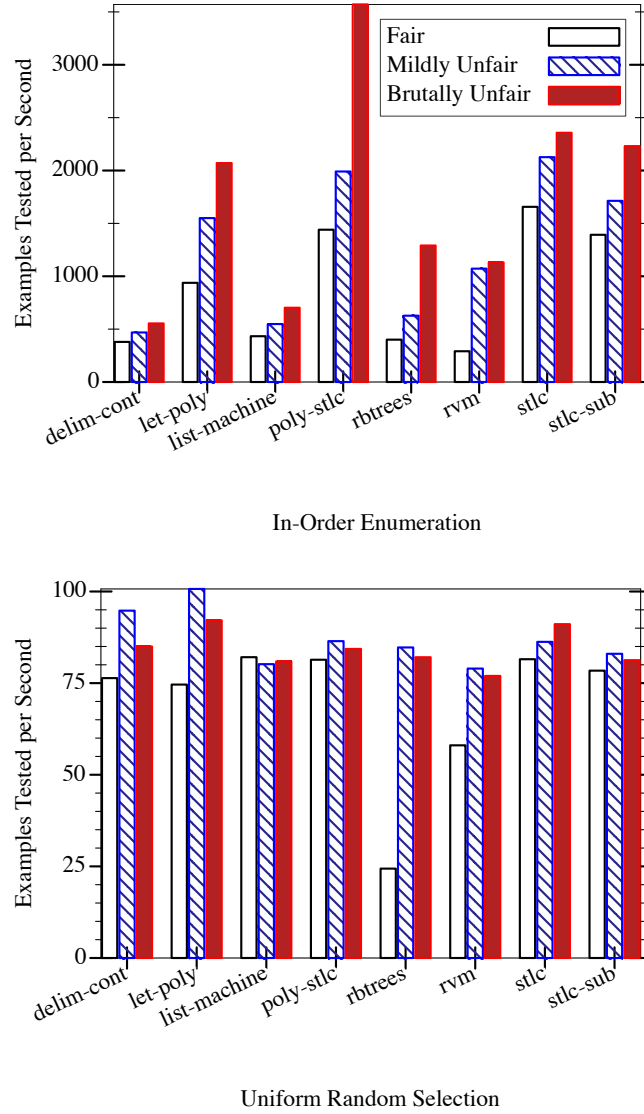 Examples Tested per Second
3000
2000
1000
0
Fair
Mildly Unfair
Brutally Unfair
delim-cont
let-poly
list-machine
poly-stlc
rbtrees
rvm
stlc
stlc-sub
In-Order Enumeration
Examples Tested per Second
100
75
50
25
0
delim-cont
let-poly
list-machine
poly-stlc
rbtrees
rvm
stlc
stlc-sub
Uniform Random Selection